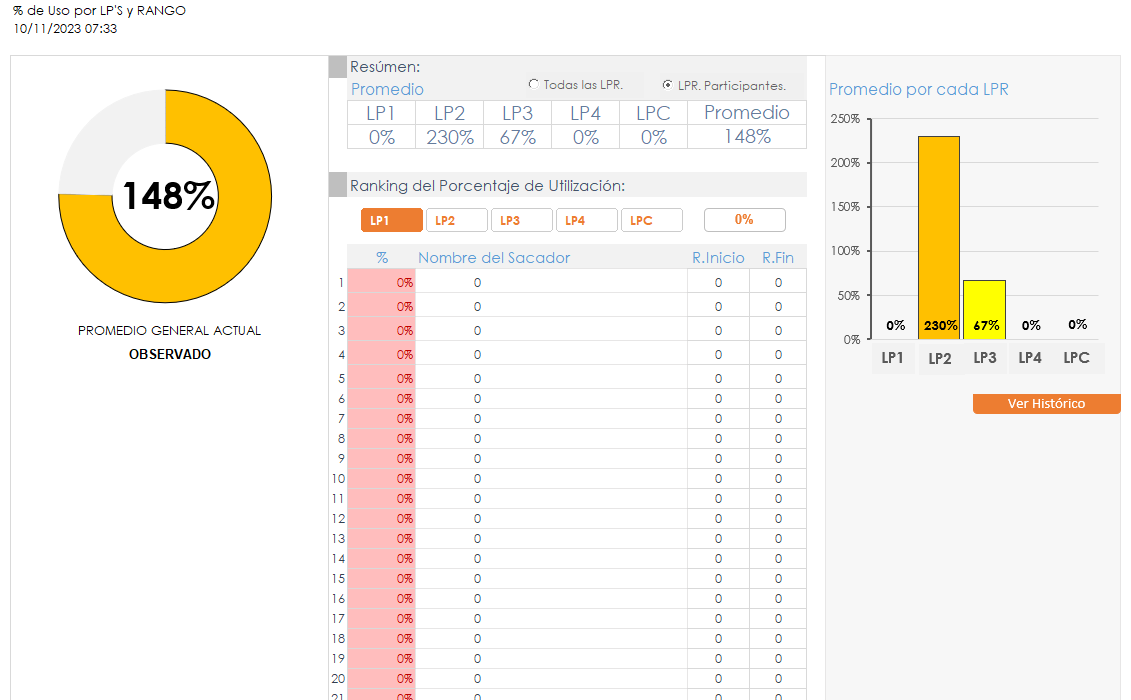 % de Uso por LP'S y RANGO
10/11/2023 07:33
148%
PROMEDIO GENERAL ACTUAL
OBSERVADO
Resúmen:
Promedio
Todas las LPR.
LPR. Participantes.
LP1 LP2 LP3 LP4 LPC Promedio
0% 230% 67% 0% 0% 148%
Ranking del Porcentaje de Utilización:
LP1 LP2 LP3 LP4 LPC 0%
% Nombre del Sacador R.Inicio R.Fin
1 0% 0 0 0
2 0% 0 0 0
3 0% 0 0 0
4 0% 0 0 0
5 0% 0 0 0
6 0% 0 0 0
7 0% 0 0 0
8 0% 0 0 0
9 0% 0 0 0
10 0% 0 0 0
11 0% 0 0 0
12 0% 0 0 0
13 0% 0 0 0
14 0% 0 0 0
15 0% 0 0 0
16 0% 0 0 0
17 0% 0 0 0
18 0% 0 0 0
19 0% 0 0 0
20 0% 0 0 0
21 0% 0 0 0
Promedio por cada LPR
250%
200%
150%
100%
50%
0%
0% 230% 67% 0% 0%
LP1 LP2 LP3 LP4 LPC
Ver Histórico